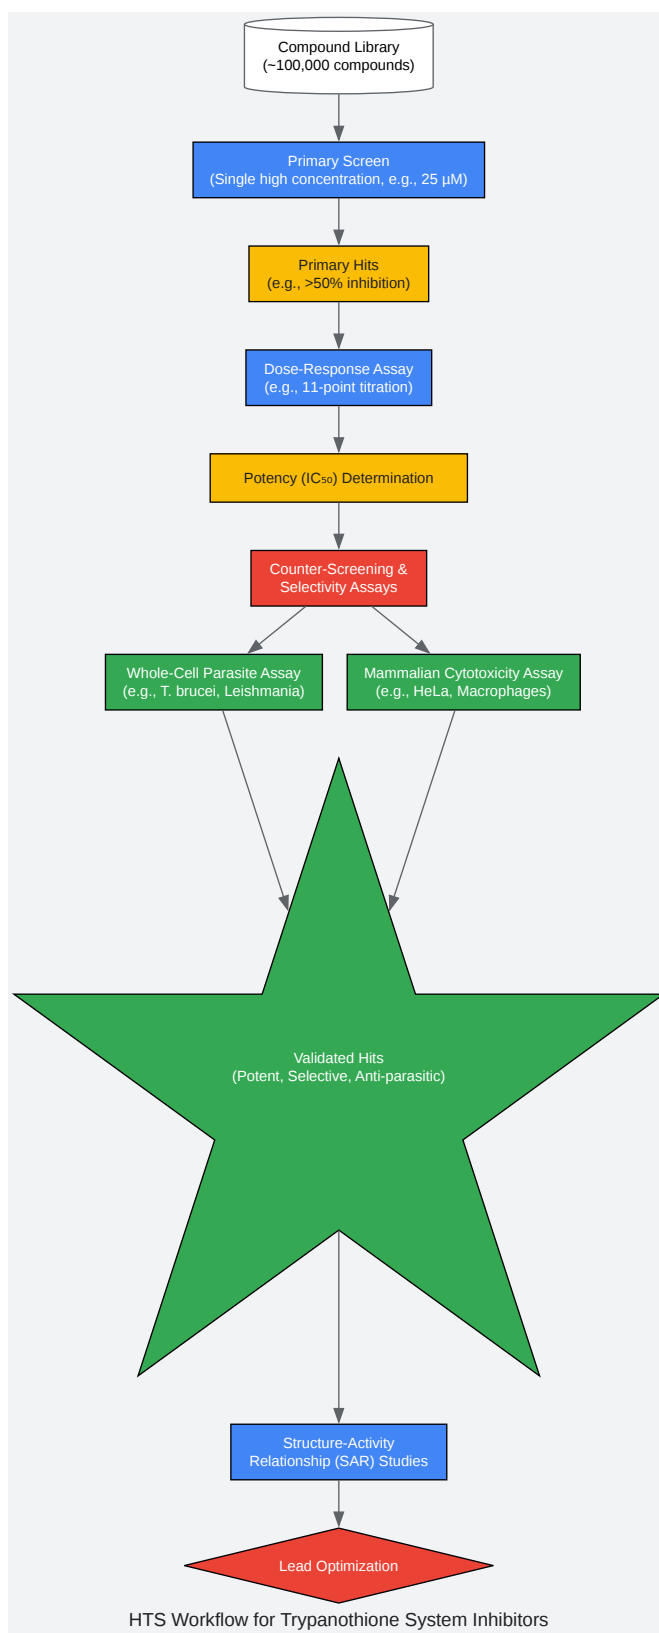 Compound Library
(~100,000 compounds)
Primary Screen
(Single high concentration, e.g., 25 µM)
Primary Hits
(e.g., >50% inhibition)
Dose-Response Assay
(e.g., 11-point titration)
Potency (IC₅₀) Determination
Counter-Screening &
Selectivity Assays
Whole-Cell Parasite Assay
(e.g., T. brucei, Leishmania)
Mammalian Cytotoxicity Assay
(e.g., HeLa, Macrophages)
Validated Hits
(Potent, Selective, Anti-parasitic)
Structure-Activity
Relationship (SAR) Studies
Lead Optimization
HTS Workflow for Trypanothione System Inhibitors